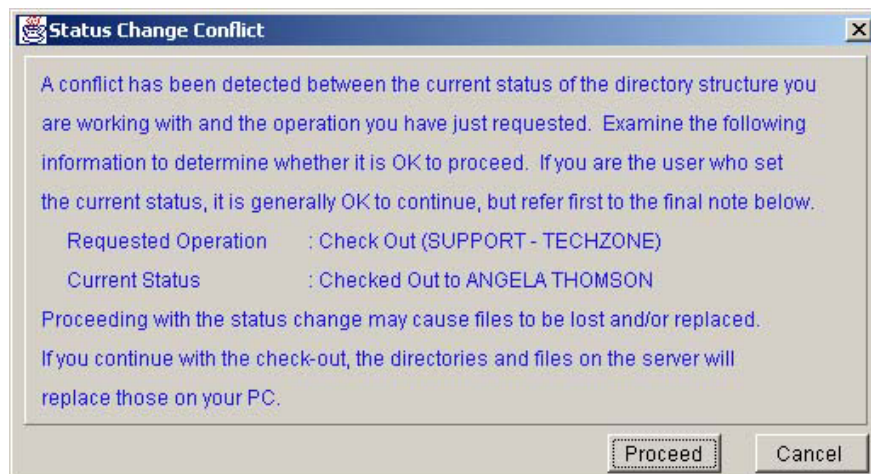 Status Change Conflict
A conflict has been detected between the current status of the directory structure you
are working with and the operation you have just requested. Examine the following
information to determine whether it is OK to proceed. If you are the user who set
the current status, it is generally OK to continue, but refer first to the final note below.
Requested Operation : Check Out (SUPPORT - TECHZONE)
Current Status : Checked Out to ANGELA THOMSON
Proceeding with the status change may cause files to be lost and/or replaced.
If you continue with the check-out, the directories and files on the server will
replace those on your PC.
Proceed Cancel